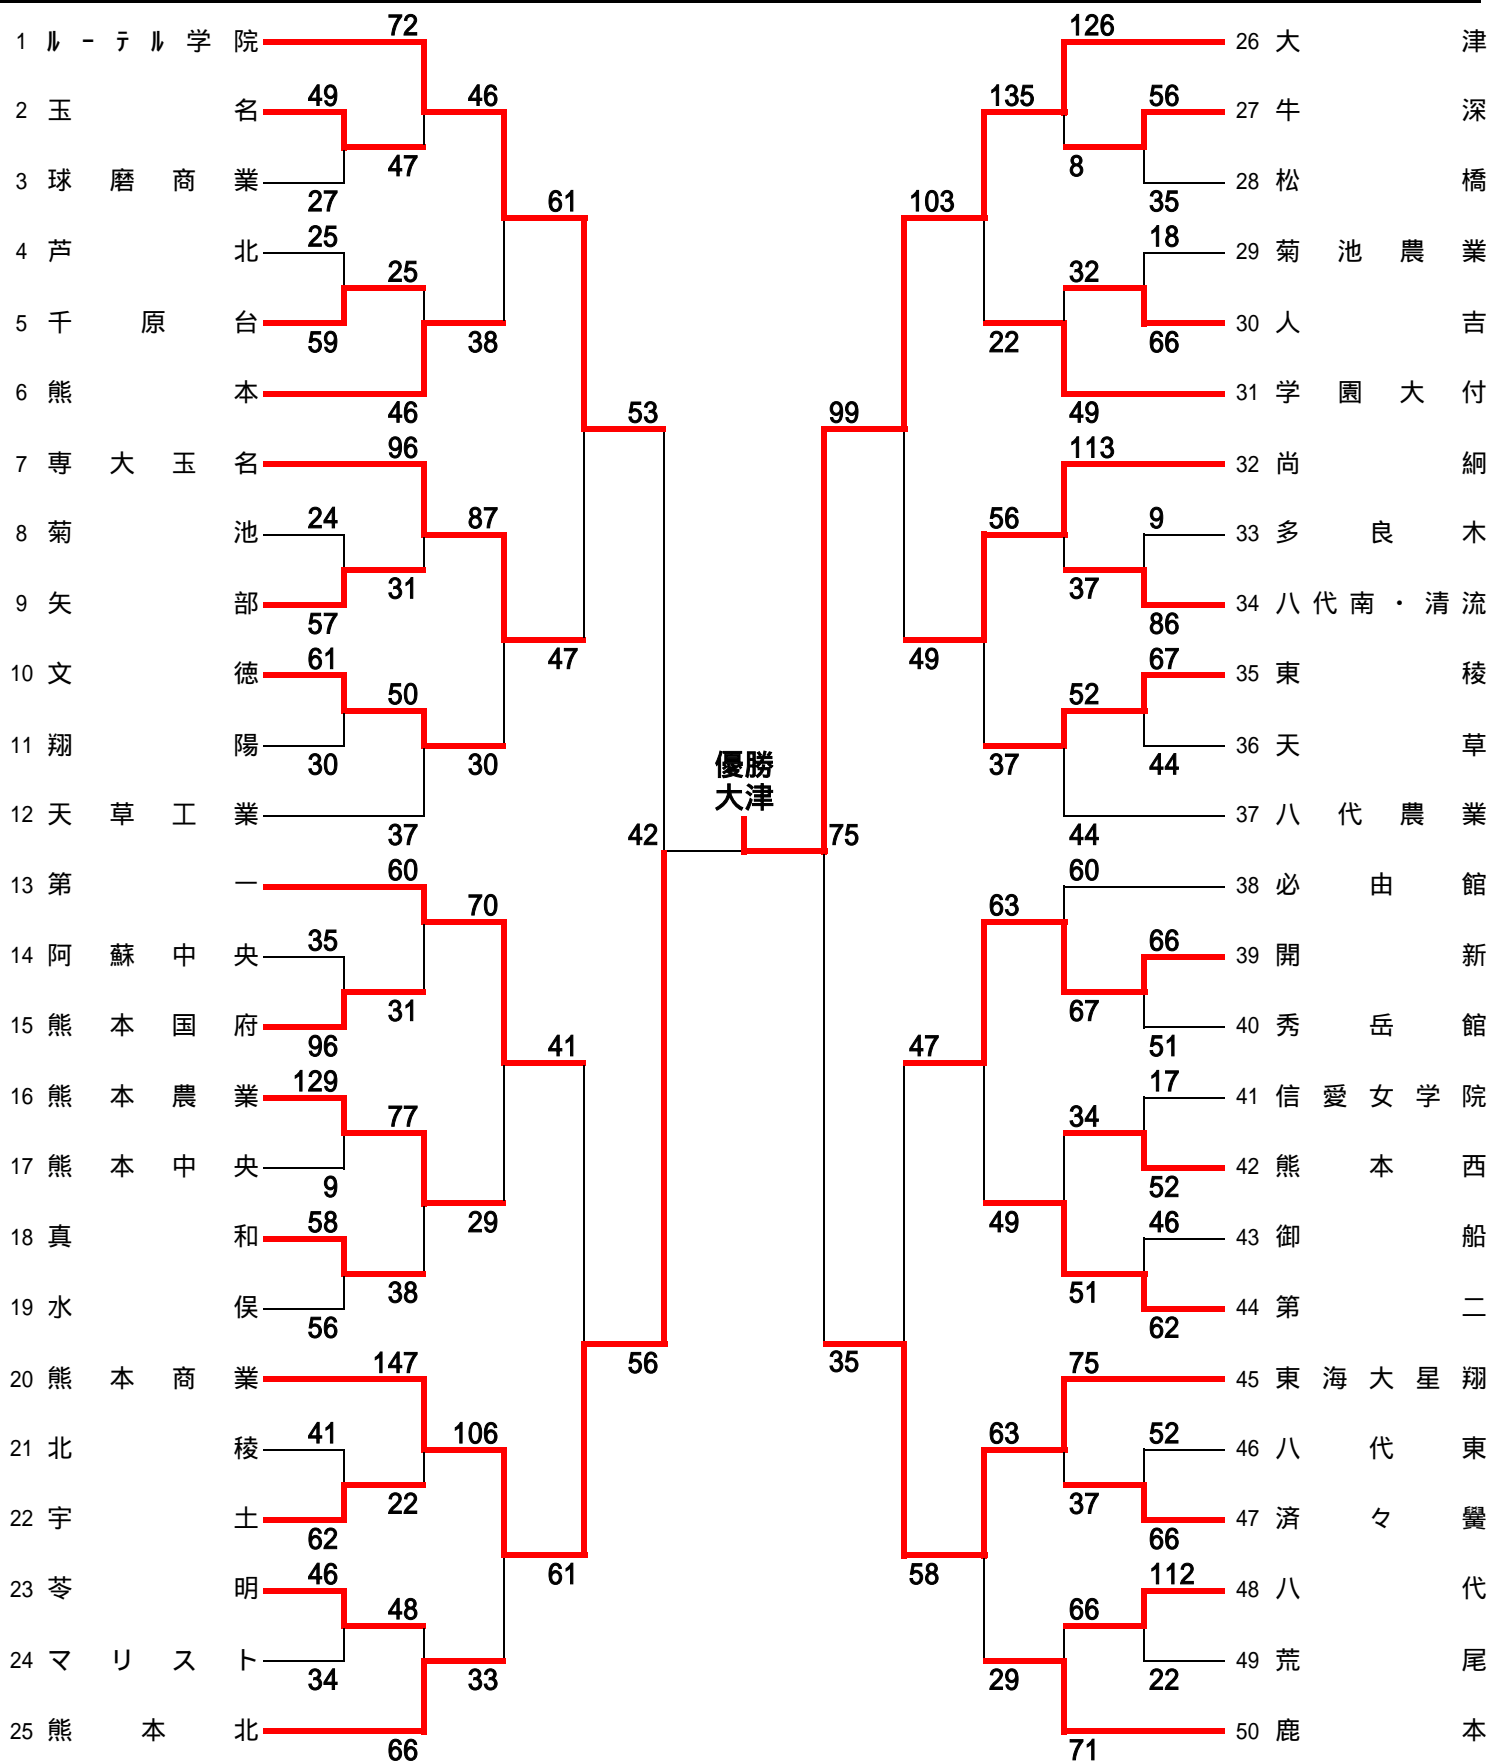 72 126
1 ルーテル学院 26 大津
49 46 135 56
2 玉名 27 牛深
47 8
3 球磨商業 28 松橋
27 61 103 35
25 18
4 芦北 29 菊池農業
25 32
5 千原台 30 人吉
59 38 22 66
6 熊本 31 学園大付
46 53 99 49
96 113
7 専大玉名 32 尚絅
24 87 56 9
8 菊池 33 多良木
31 37
9 矢部 34 八代南・清流
57 86
61 47 49 67
10 文徳 35 東稜
50 52
11 翔陽 36 天草
30 30 37 44
優勝
大津
12 天草工業 37 八代農業
37 42 75 44
60 60
13 第一 38 必由館
70 63
35 66
14 阿蘇中央 39 開新
31 67
15 熊本国府 40 秀岳館
96 41 47 51
129 17
16 熊本農業 41 信愛女学院
77 34
17 熊本中央 42 熊本西
9 52
58 29 49 46
18 真和 43 御船
38 51
19 水俣 44 第二
56 62
147 56 35 75
20 熊本商業 45 東海大星翔
41 106 63 52
21 北稜 46 八代東
22 37
22 宇土 47 済々黌
62 66
46 61 58 112
23 苓明 48 八代
48 66
24 マリスト 49 荒尾
34 33 29 22
25 熊本北 50 鹿本
66 71